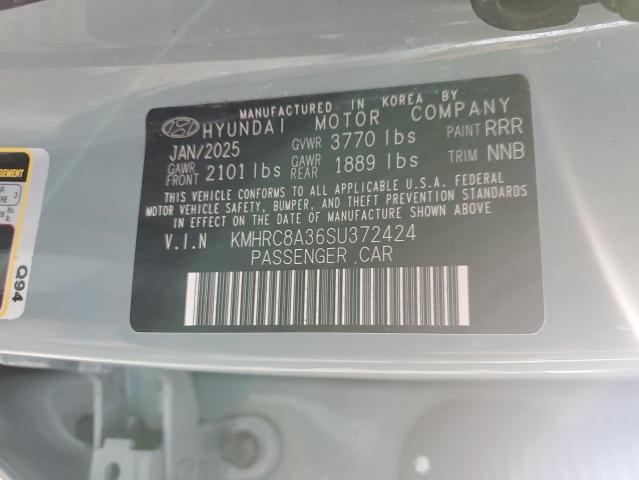 MANUFACTURED IN KOREA BY
HYUNDAI MOTOR COMPANY
JAN/2025 GVWR 3770 lbs PAINT RRR
GAWR FRONT 2101 lbs GAWR REAR 1889 lbs TRIM NNB
THIS VEHICLE CONFORMS TO ALL APPLICABLE U.S.A. FEDERAL
MOTOR VEHICLE SAFETY, BUMPER, AND THEFT PREVENTION STANDARDS
IN EFFECT ON THE DATE OF MANUFACTURE SHOWN ABOVE.
V.I.N KMHRC8A36SU372424
PASSENGER CAR
Q94